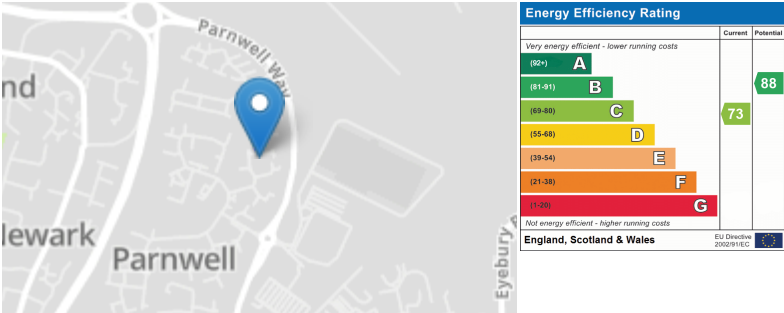 Parnwell Way
nd
lewark
Parnwell
Eyebury R
Energy Efficiency Rating
Current Potential
Very energy efficient - lower running costs
(92+) A
(81-91) B
(69-80) C
(55-68) D
(39-54) E
(21-38) F
(1-20) G
73
88
Not energy efficient - higher running costs
England, Scotland & Wales
EU Directive
2002/91/EC